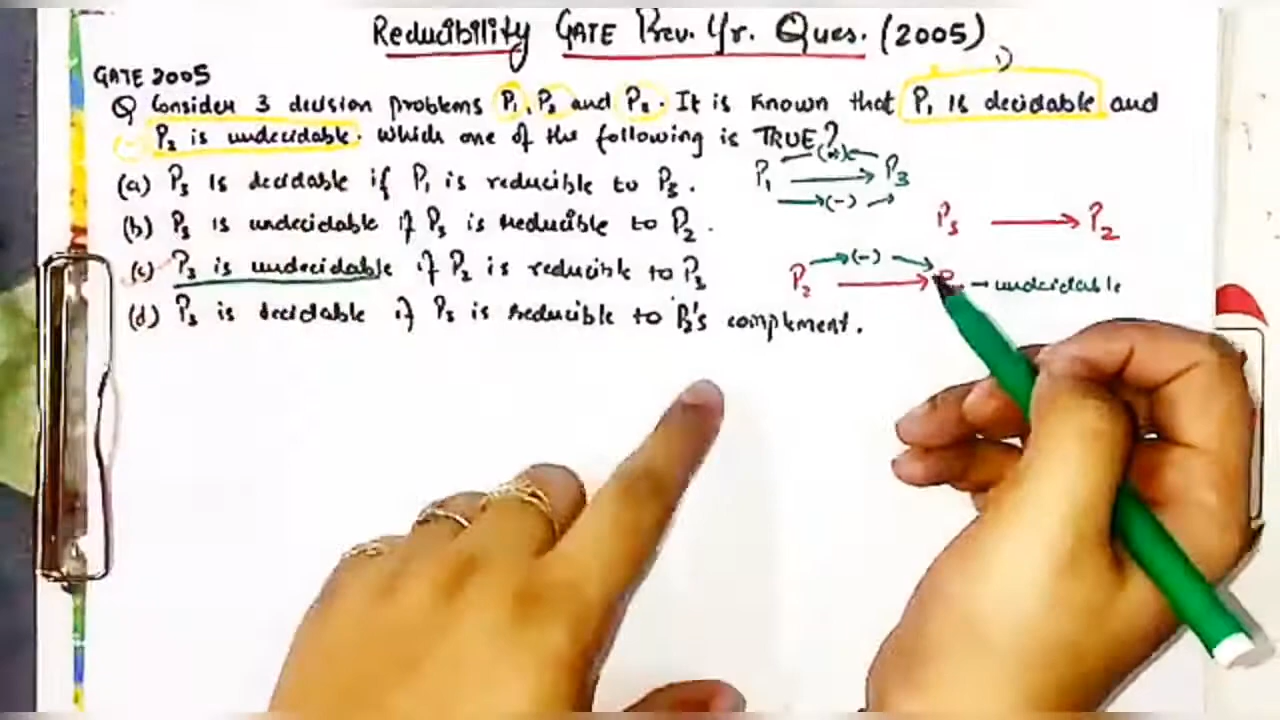 Reducibility GATE Prev. Yr. Ques. (2005)
GATE 2005
Q Consider 3 decision problems P1, P2 and P3. It is known that P1 is decidable and
P2 is undecidable. which one of the following is TRUE?
(a) P3 is decidable if P1 is reducible to P3.
(b) P3 is undecidable if P3 is reducible to P2.
(c) P3 is undecidable if P2 is reducible to P3
(d) P3 is decidable if P3 is reducible to P2's complement.
1)
(+)
P1 → P3
(-)
P3 → P2
(-)
P2 → – undecidable